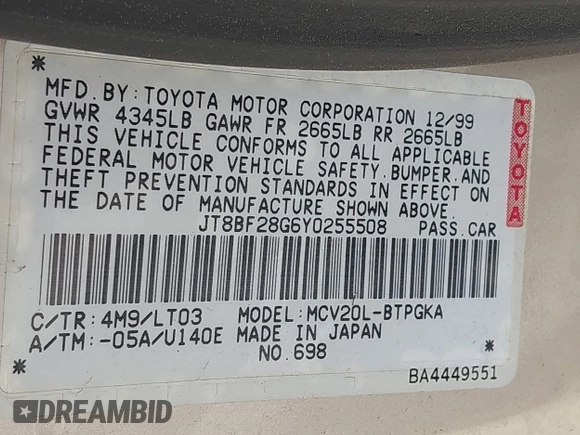 MFD. BY: TOYOTA MOTOR CORPORATION 12/99
GVWR 4345LB GAWR FR 2665LB RR 2665LB
THIS VEHICLE CONFORMS TO ALL APPLICABLE
FEDERAL MOTOR VEHICLE SAFETY, BUMPER, AND
THEFT PREVENTION STANDARDS IN EFFECT ON
THE DATE OF MANUFACTURE SHOWN ABOVE.
TOYOTA
JT8BF28G6Y0255508 PASS. CAR
C/TR: 4M9/LT03 MODEL: MCV20L-BTPGKA
A/TM: -05A/U140E MADE IN JAPAN
NO. 698
BA4449551
DREAMBID